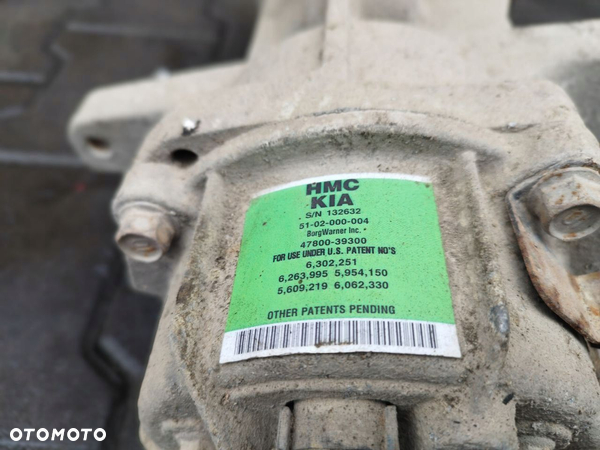 HMC
KIA
S/N 132632
51-02-000-004
BorgWarner Inc.
47800-39300
FOR USE UNDER U.S. PATENT NO'S
6,302,251
6,263,995 5,954,150
5,609,219 6,062,330
OTHER PATENTS PENDING
OTOMOTO